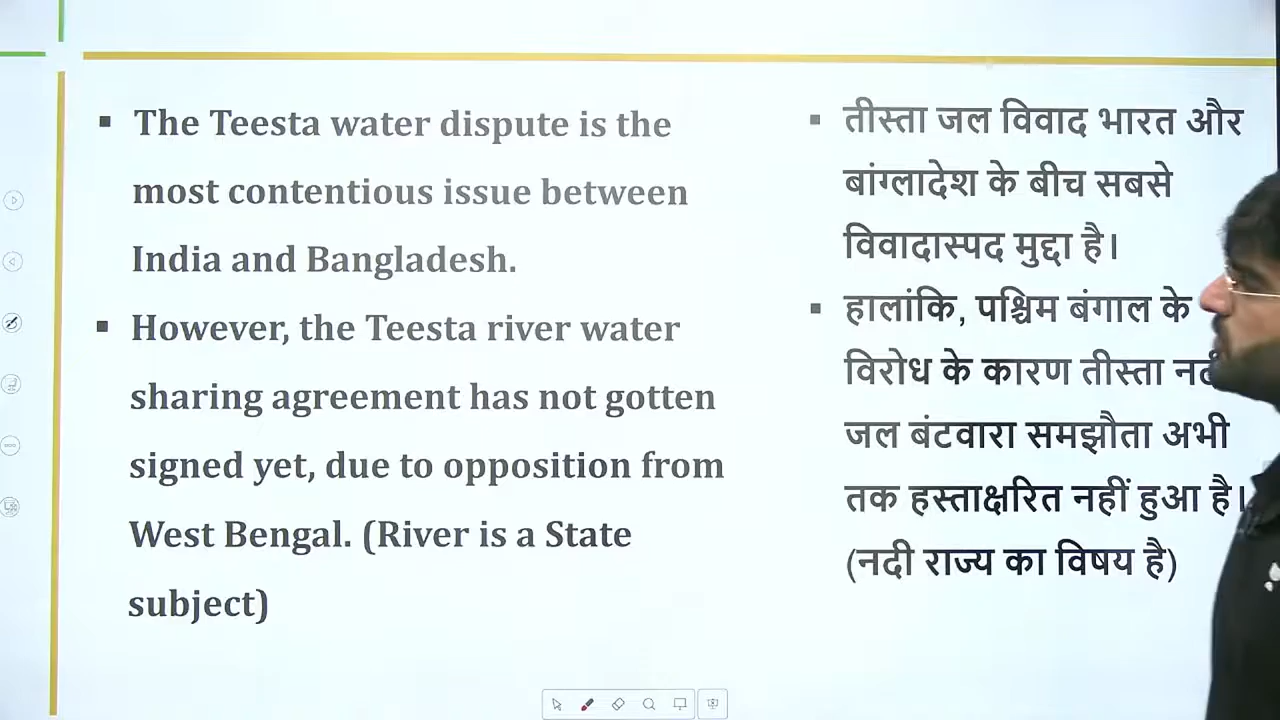 ▪ The Teesta water dispute is the
most contentious issue between
India and Bangladesh.
▪ However, the Teesta river water
sharing agreement has not gotten
signed yet, due to opposition from
West Bengal. (River is a State
subject)
▪ तीस्ता जल विवाद भारत और
बांग्लादेश के बीच सबसे
विवादास्पद मुद्दा है।
▪ हालांकि, पश्चिम बंगाल के
विरोध के कारण तीस्ता
जल बंटवारा समझौता अभी
तक हस्ताक्षरित नहीं हुआ है।
(नदी राज्य का विषय है)